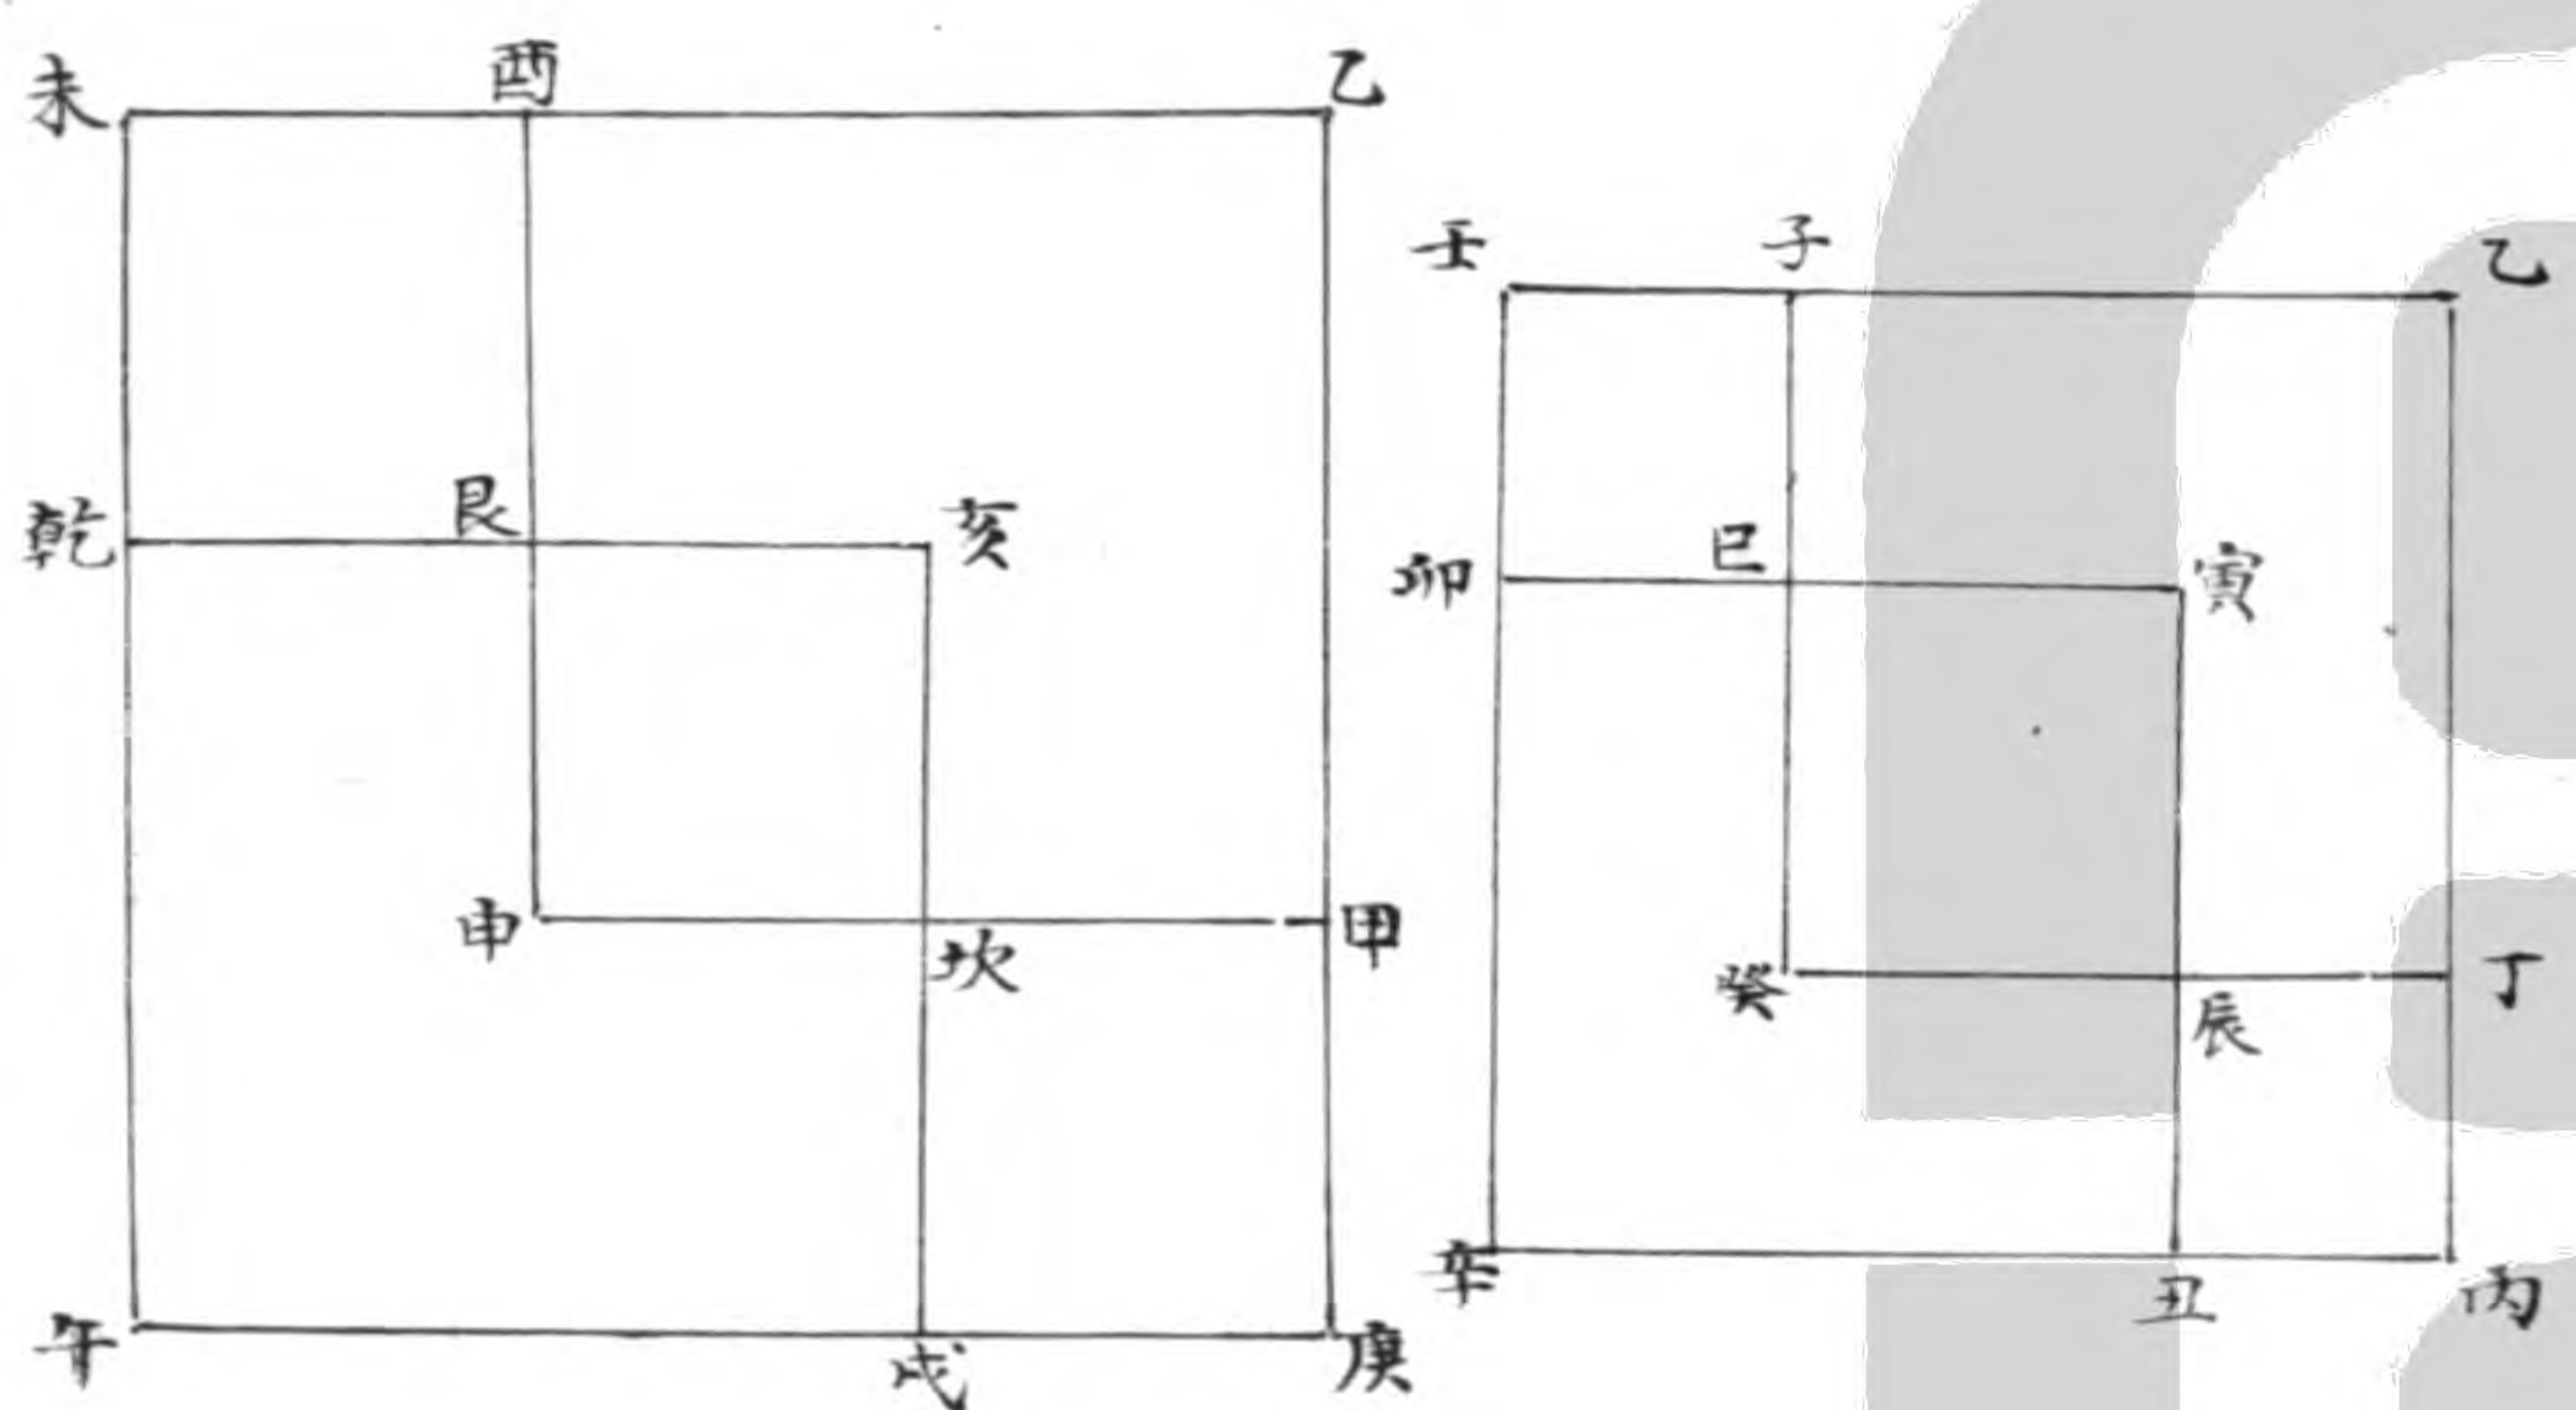 未 酉 乙
乾 艮 亥
申 坎 甲
午 戌 庚
壬 子 乙
卯 巳 寅
癸 辰 丁
辛 丑 丙